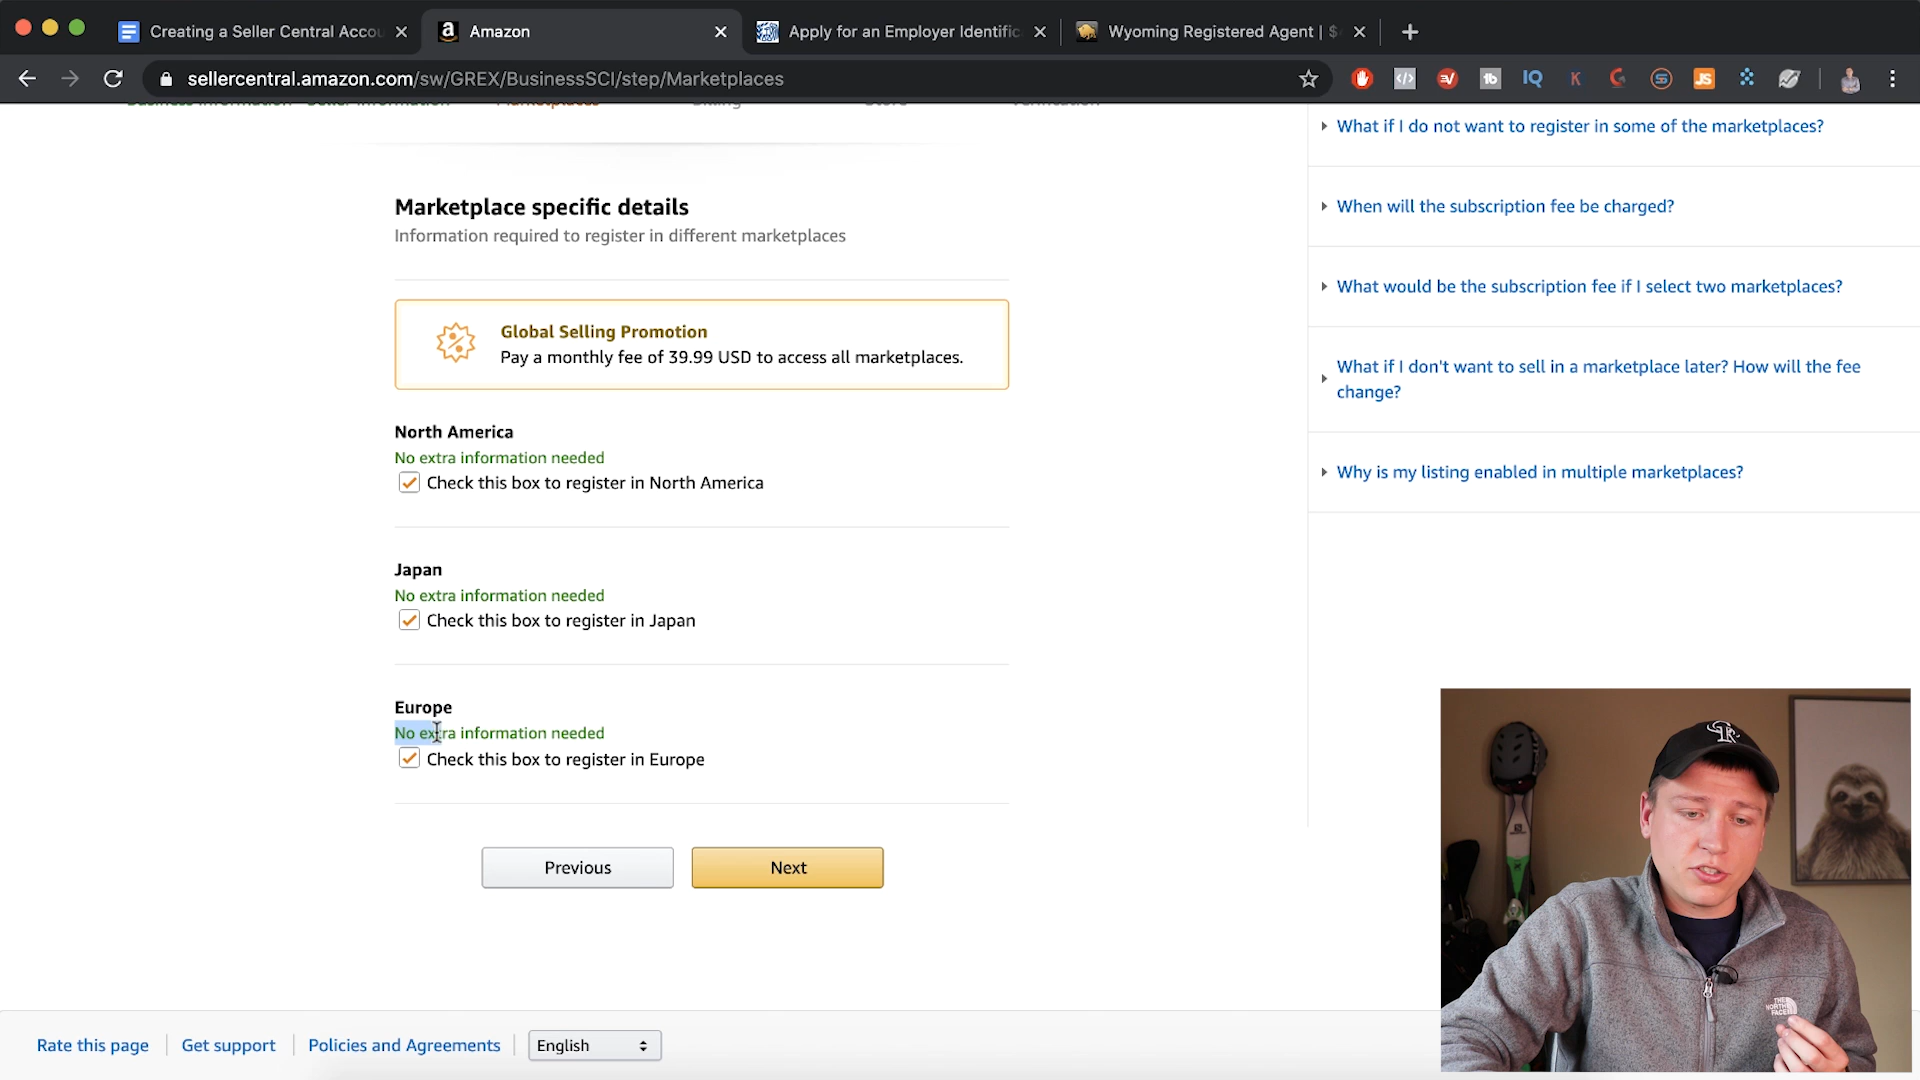 Creating a Seller Central Accou
Amazon
Apply for an Employer Identific
Wyoming Registered Agent | $
sellercentral.amazon.com/sw/GREX/BusinessSCI/step/Marketplaces
What if I do not want to register in some of the marketplaces?
When will the subscription fee be charged?
What would be the subscription fee if I select two marketplaces?
What if I don't want to sell in a marketplace later? How will the fee
change?
Why is my listing enabled in multiple marketplaces?
Marketplace specific details
Information required to register in different marketplaces
Global Selling Promotion
Pay a monthly fee of 39.99 USD to access all marketplaces.
North America
No extra information needed
Check this box to register in North America
Japan
No extra information needed
Check this box to register in Japan
Europe
No extra information needed
Check this box to register in Europe
Previous
Next
Rate this page
Get support
Policies and Agreements
English
THE
NORTH
FACE